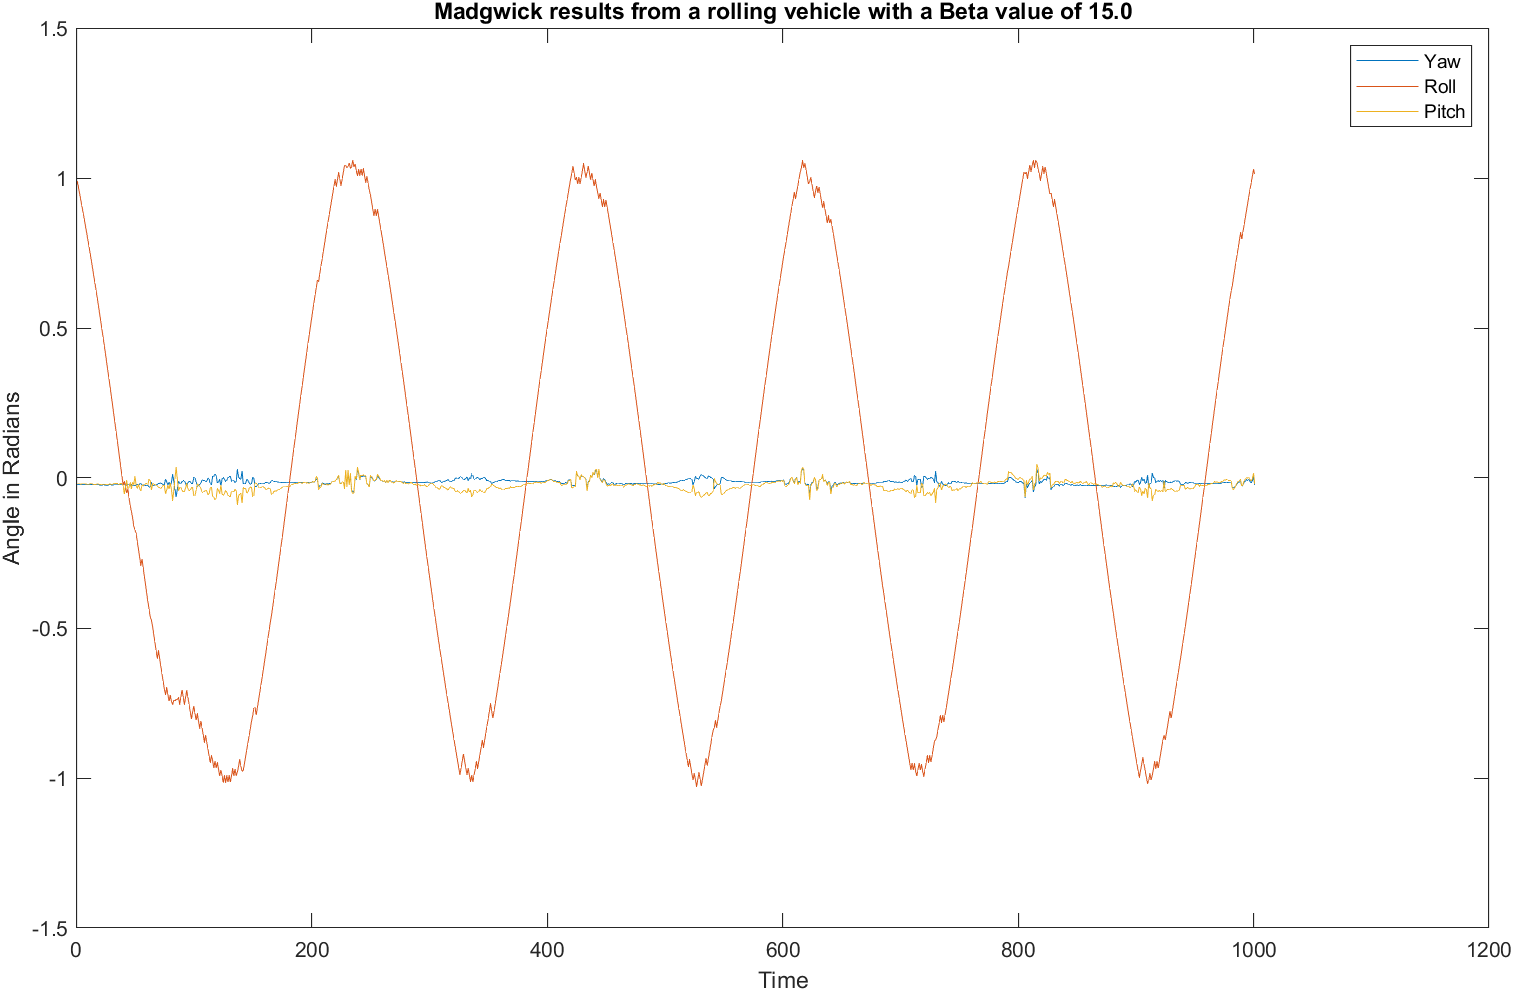 Madgwick results from a rolling vehicle with a Beta value of 15.0
1.5
1
0.5
0
-0.5
-1
-1.5
Angle in Radians
Yaw
Roll
Pitch
0 200 400 600 800 1000 1200
Time